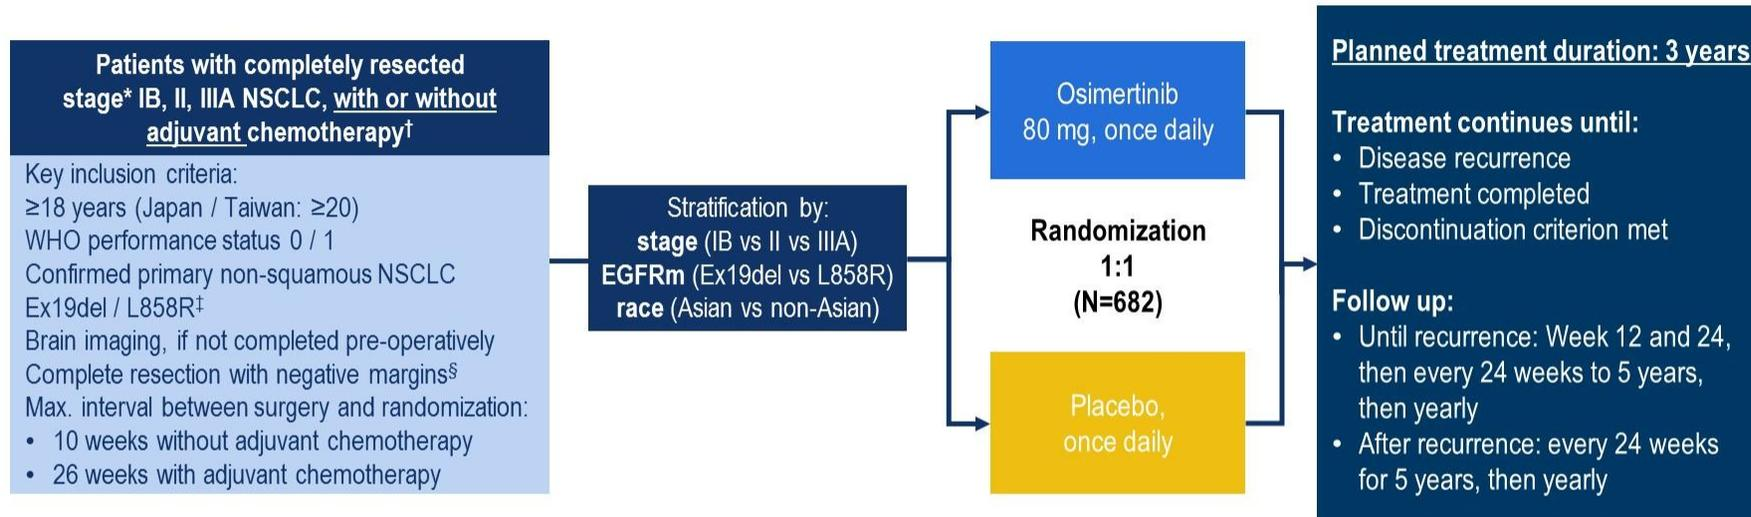 Patients with completely resected
stage* IB, II, IIIA NSCLC, with or without
adjuvant chemotherapy†
Key inclusion criteria:
≥18 years (Japan / Taiwan: ≥20)
WHO performance status 0 / 1
Confirmed primary non-squamous NSCLC
Ex19del / L858R‡
Brain imaging, if not completed pre-operatively
Complete resection with negative margins§
Max. interval between surgery and randomization:
• 10 weeks without adjuvant chemotherapy
• 26 weeks with adjuvant chemotherapy
Stratification by:
stage (IB vs II vs IIIA)
EGFRm (Ex19del vs L858R)
race (Asian vs non-Asian)
Osimertinib
80 mg, once daily
Randomization
1:1
(N=682)
Placebo,
once daily
Planned treatment duration: 3 years
Treatment continues until:
• Disease recurrence
• Treatment completed
• Discontinuation criterion met
Follow up:
• Until recurrence: Week 12 and 24,
then every 24 weeks to 5 years,
then yearly
• After recurrence: every 24 weeks
for 5 years, then yearly